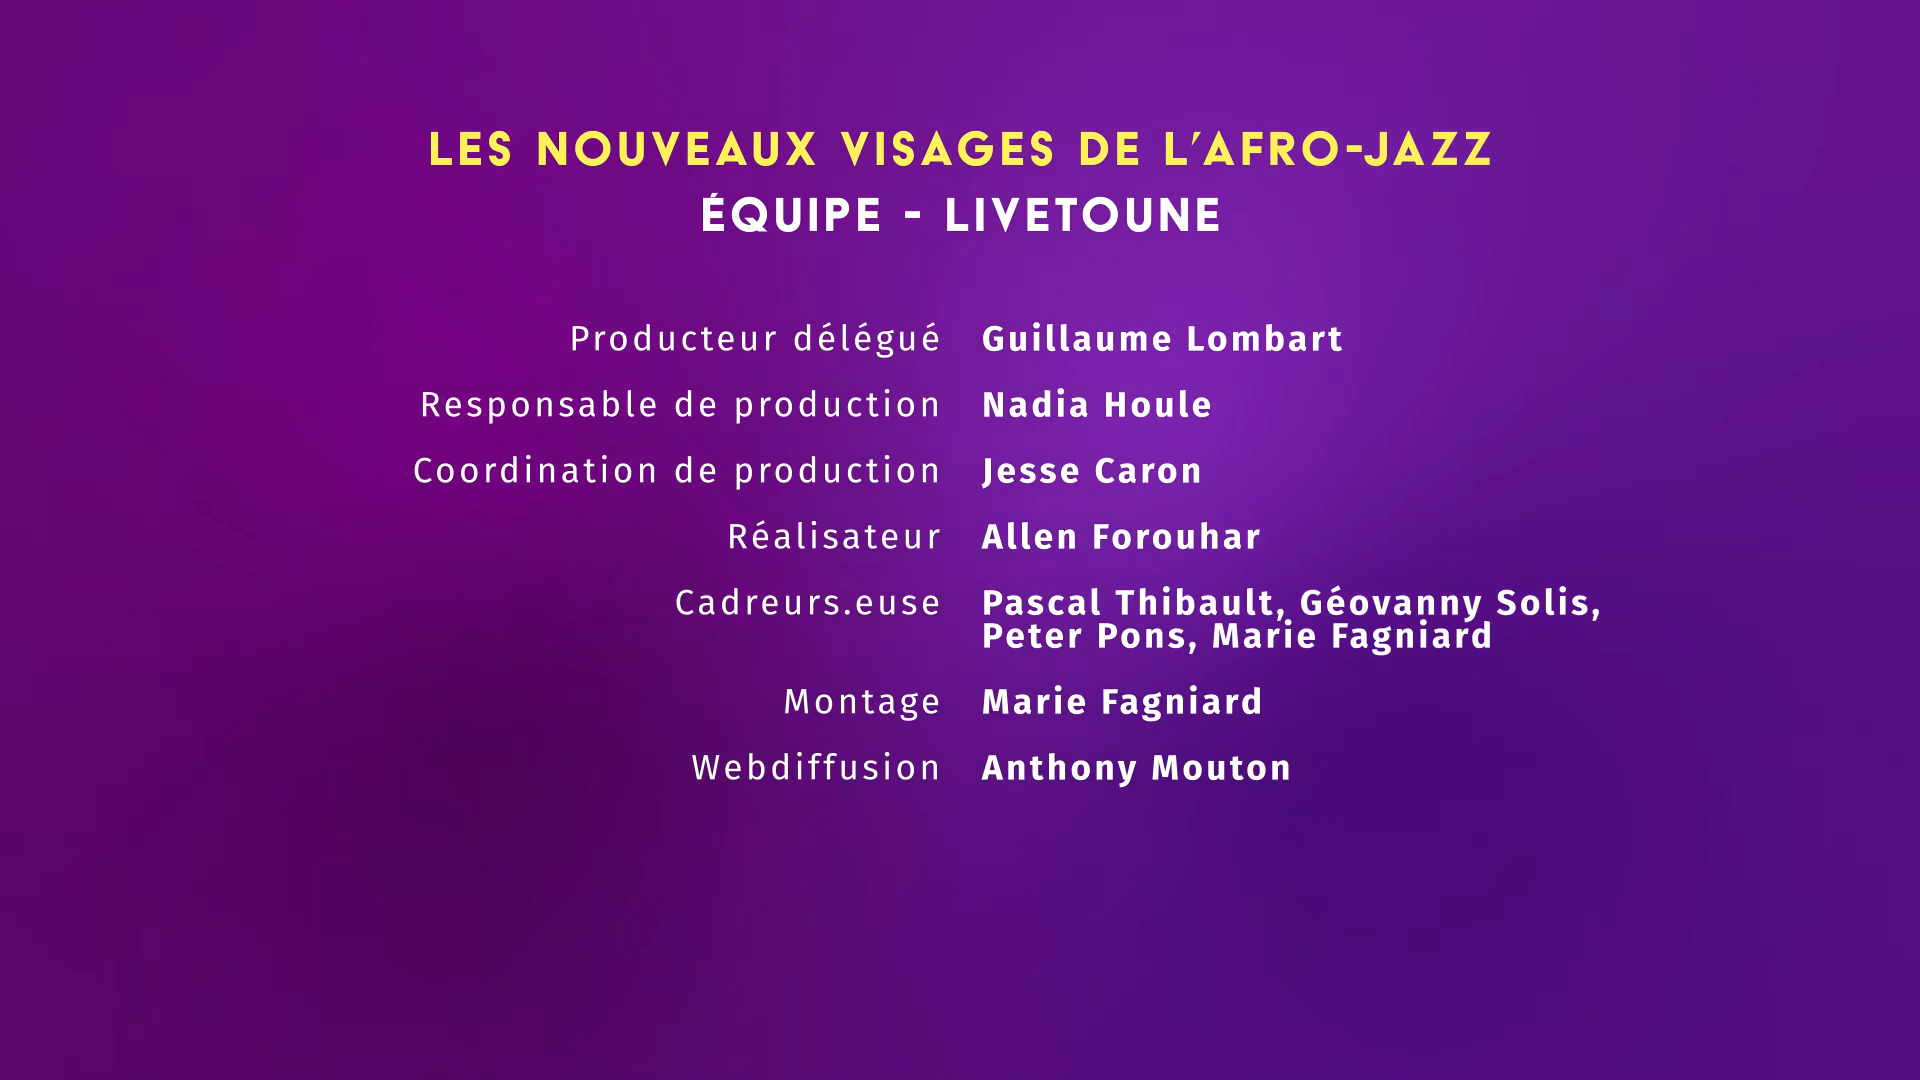 LES NOUVEAUX VISAGES DE L'AFRO-JAZZ
ÉQUIPE - LIVETOUNE
Producteur délégué Guillaume Lombart
Responsable de production Nadia Houle
Coordination de production Jesse Caron
Réalisateur Allen Forouhar
Cadreurs.euse Pascal Thibault, Géovanny Solis,
Peter Pons, Marie Fagniard
Montage Marie Fagniard
Webdiffusion Anthony Mouton